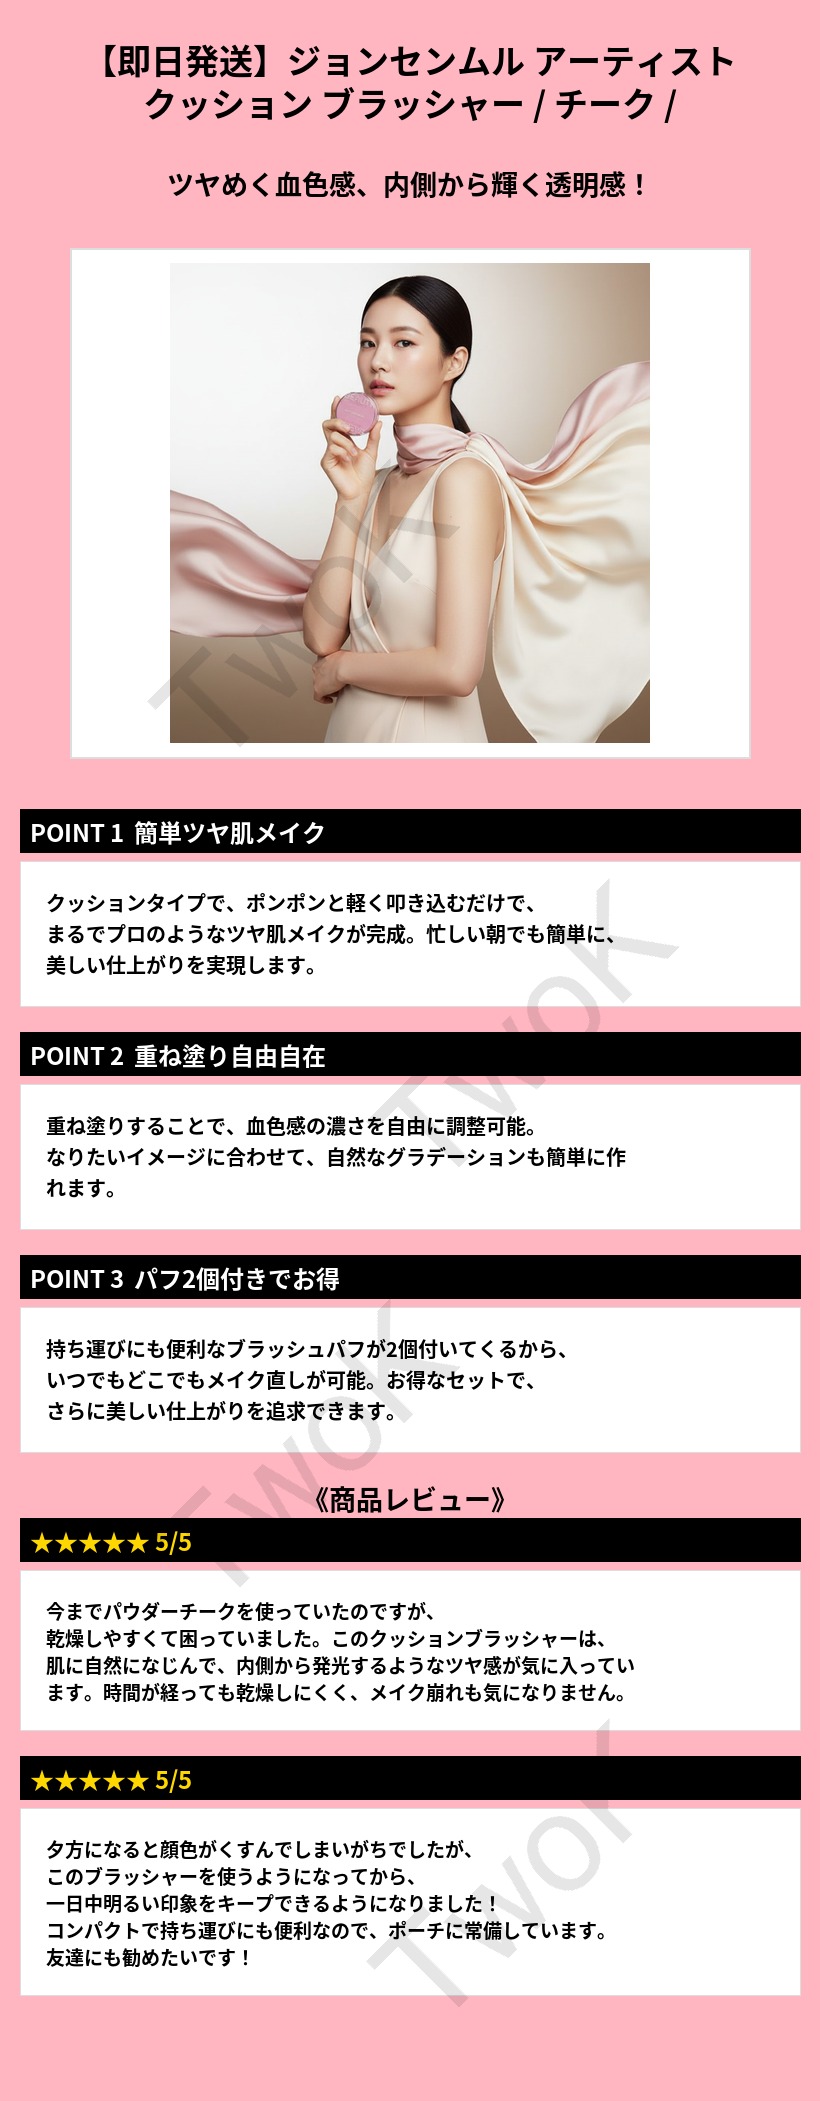 【即日発送】ジョンセンムル アーティスト
クッション ブラッシャー / チーク /
ツヤめく血色感、内側から輝く透明感！
TwoK
POINT 1 簡単ツヤ肌メイク
クッションタイプで、ポンポンと軽く叩き込むだけで、
まるでプロのようなツヤ肌メイクが完成。忙しい朝でも簡単に、
美しい仕上がりを実現します。
TwoK
POINT 2 重ね塗り自由自在
重ね塗りすることで、血色感の濃さを自由に調整可能。
なりたいイメージに合わせて、自然なグラデーションも簡単に作
れます。
POINT 3 パフ2個付きでお得
持ち運びにも便利なブラッシュパフが2個付いてくるから、
いつでもどこでもメイク直しが可能。お得なセットで、
さらに美しい仕上がりを追求できます。
TwoK
《商品レビュー》
★★★★★ 5/5
今までパウダーチークを使っていたのですが、
乾燥しやすくて困っていました。このクッションブラッシャーは、
肌に自然になじんで、内側から発光するようなツヤ感が気に入ってい
ます。時間が経っても乾燥しにくく、メイク崩れも気になりません。
★★★★★ 5/5
夕方になると顔色がくすんでしまいがちでしたが、
このブラッシャーを使うようになってから、
一日中明るい印象をキープできるようになりました！
コンパクトで持ち運びにも便利なので、ポーチに常備しています。
友達にも勧めたいです！
TwoK